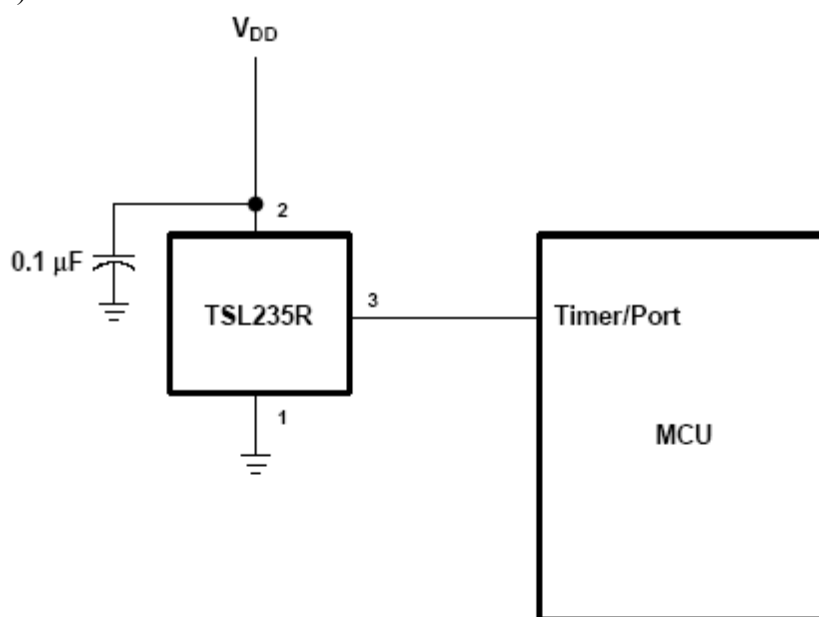 )
V_DD
2
0.1 μF
TSL235R
3
Timer/Port
1
MCU